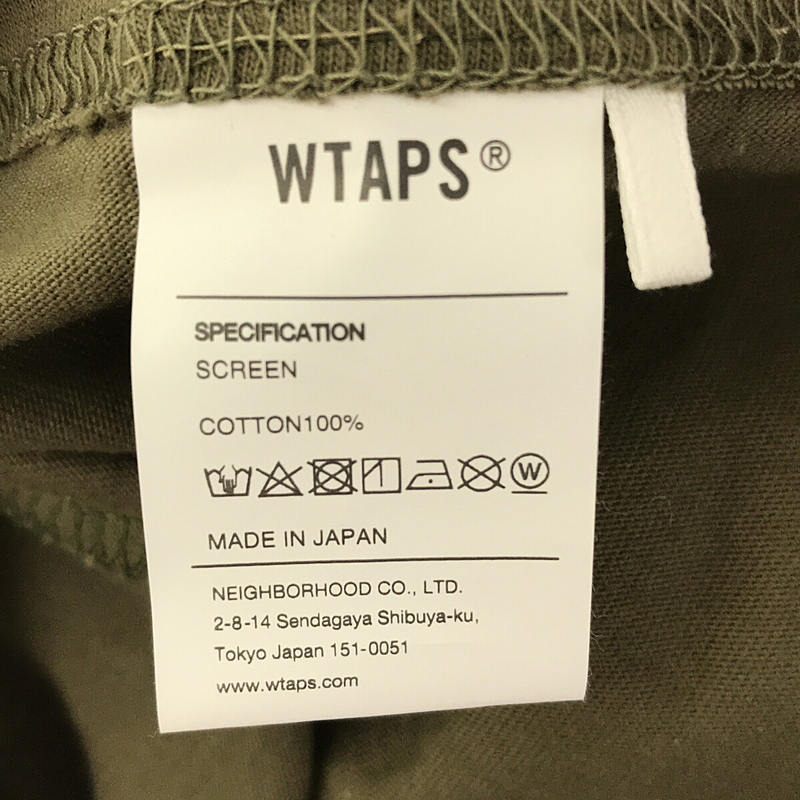 WTAPS®
SPECIFICATION
SCREEN
COTTON100%
W
MADE IN JAPAN
NEIGHBORHOOD CO., LTD.
2-8-14 Sendagaya Shibuya-ku,
Tokyo Japan 151-0051
www.wtaps.com